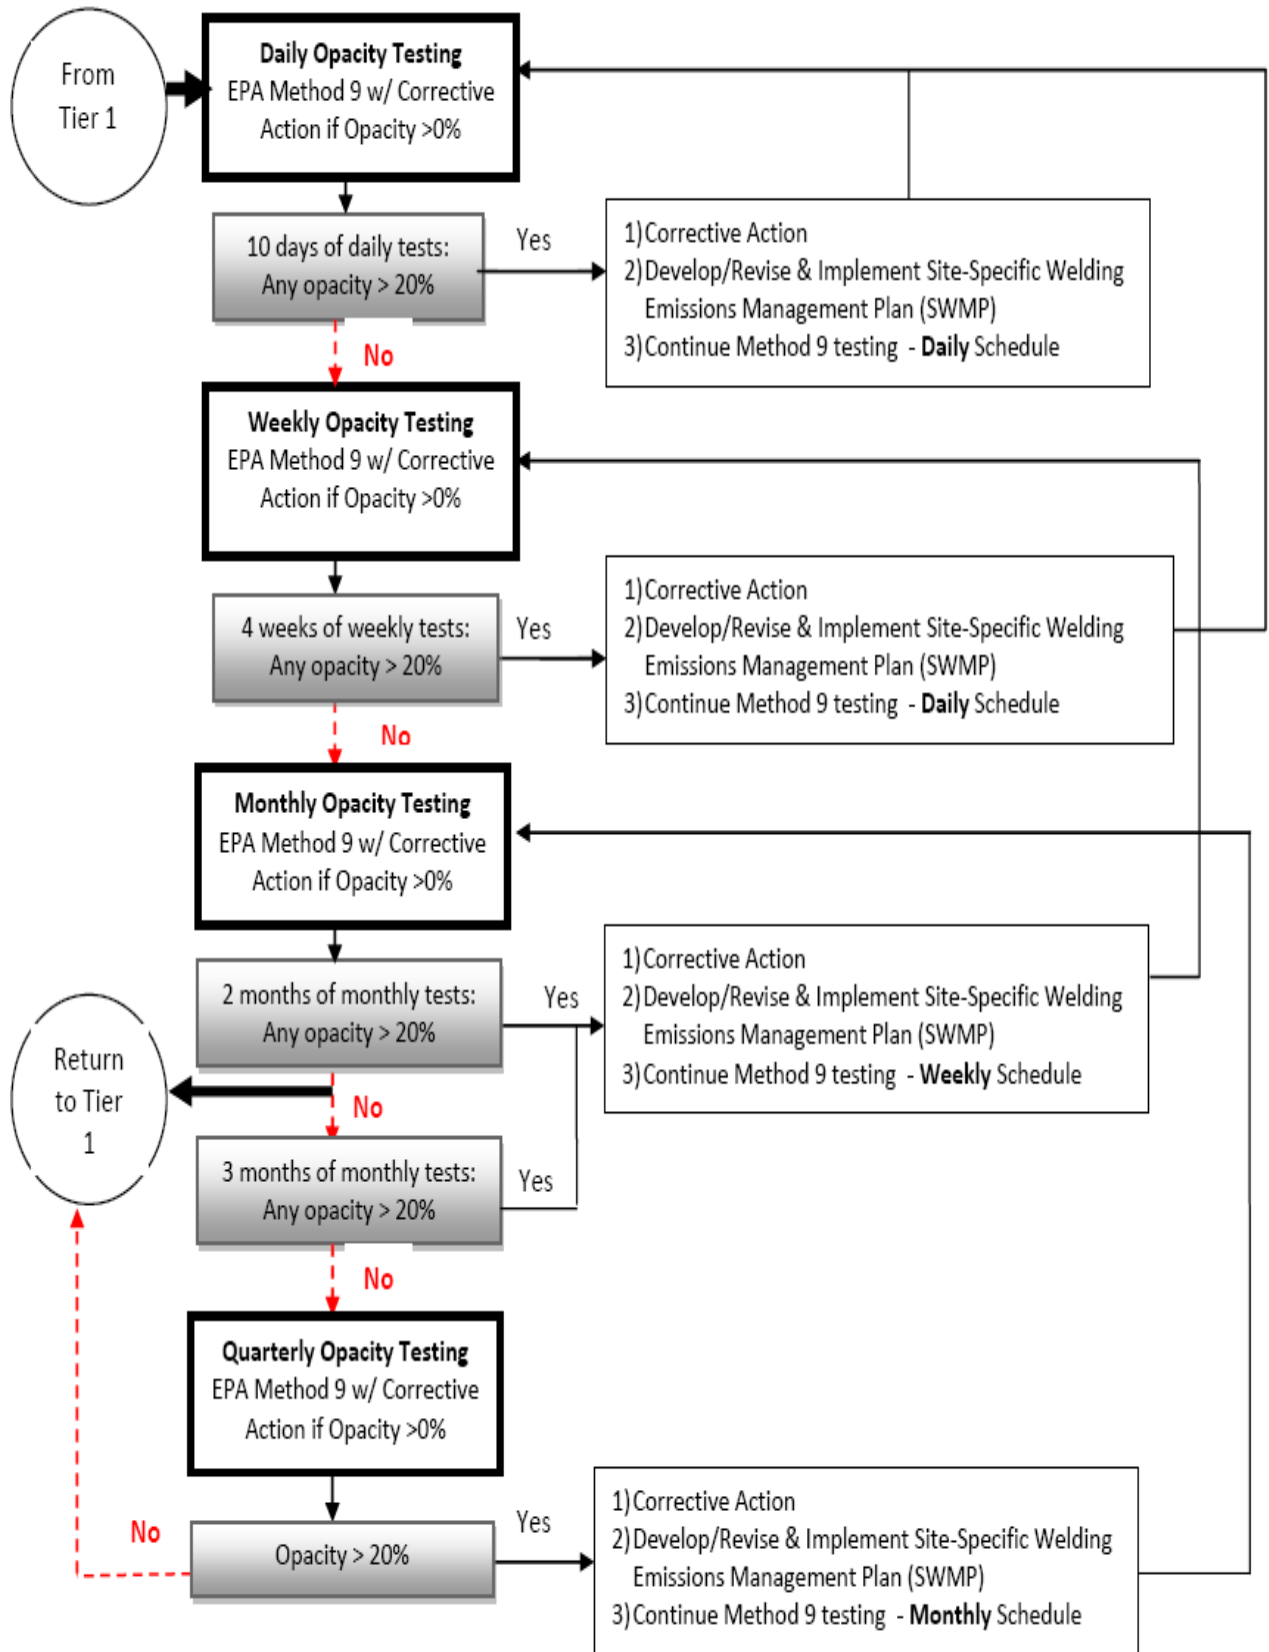 From
Tier 1
Daily Opacity Testing
EPA Method 9 w/ Corrective
Action if Opacity >0%
10 days of daily tests:
Any opacity > 20%
Yes
1)Corrective Action
2)Develop/Revise & Implement Site-Specific Welding
Emissions Management Plan (SWMP)
3)Continue Method 9 testing - Daily Schedule
No
Weekly Opacity Testing
EPA Method 9 w/ Corrective
Action if Opacity >0%
4 weeks of weekly tests:
Any opacity > 20%
Yes
1)Corrective Action
2)Develop/Revise & Implement Site-Specific Welding
Emissions Management Plan (SWMP)
3)Continue Method 9 testing - Daily Schedule
No
Monthly Opacity Testing
EPA Method 9 w/ Corrective
Action if Opacity >0%
2 months of monthly tests:
Any opacity > 20%
Yes
1)Corrective Action
2)Develop/Revise & Implement Site-Specific Welding
Emissions Management Plan (SWMP)
3)Continue Method 9 testing - Weekly Schedule
Return
to Tier
1
No
3 months of monthly tests:
Any opacity > 20%
Yes
No
Quarterly Opacity Testing
EPA Method 9 w/ Corrective
Action if Opacity >0%
No
Opacity > 20%
Yes
1)Corrective Action
2)Develop/Revise & Implement Site-Specific Welding
Emissions Management Plan (SWMP)
3)Continue Method 9 testing - Monthly Schedule